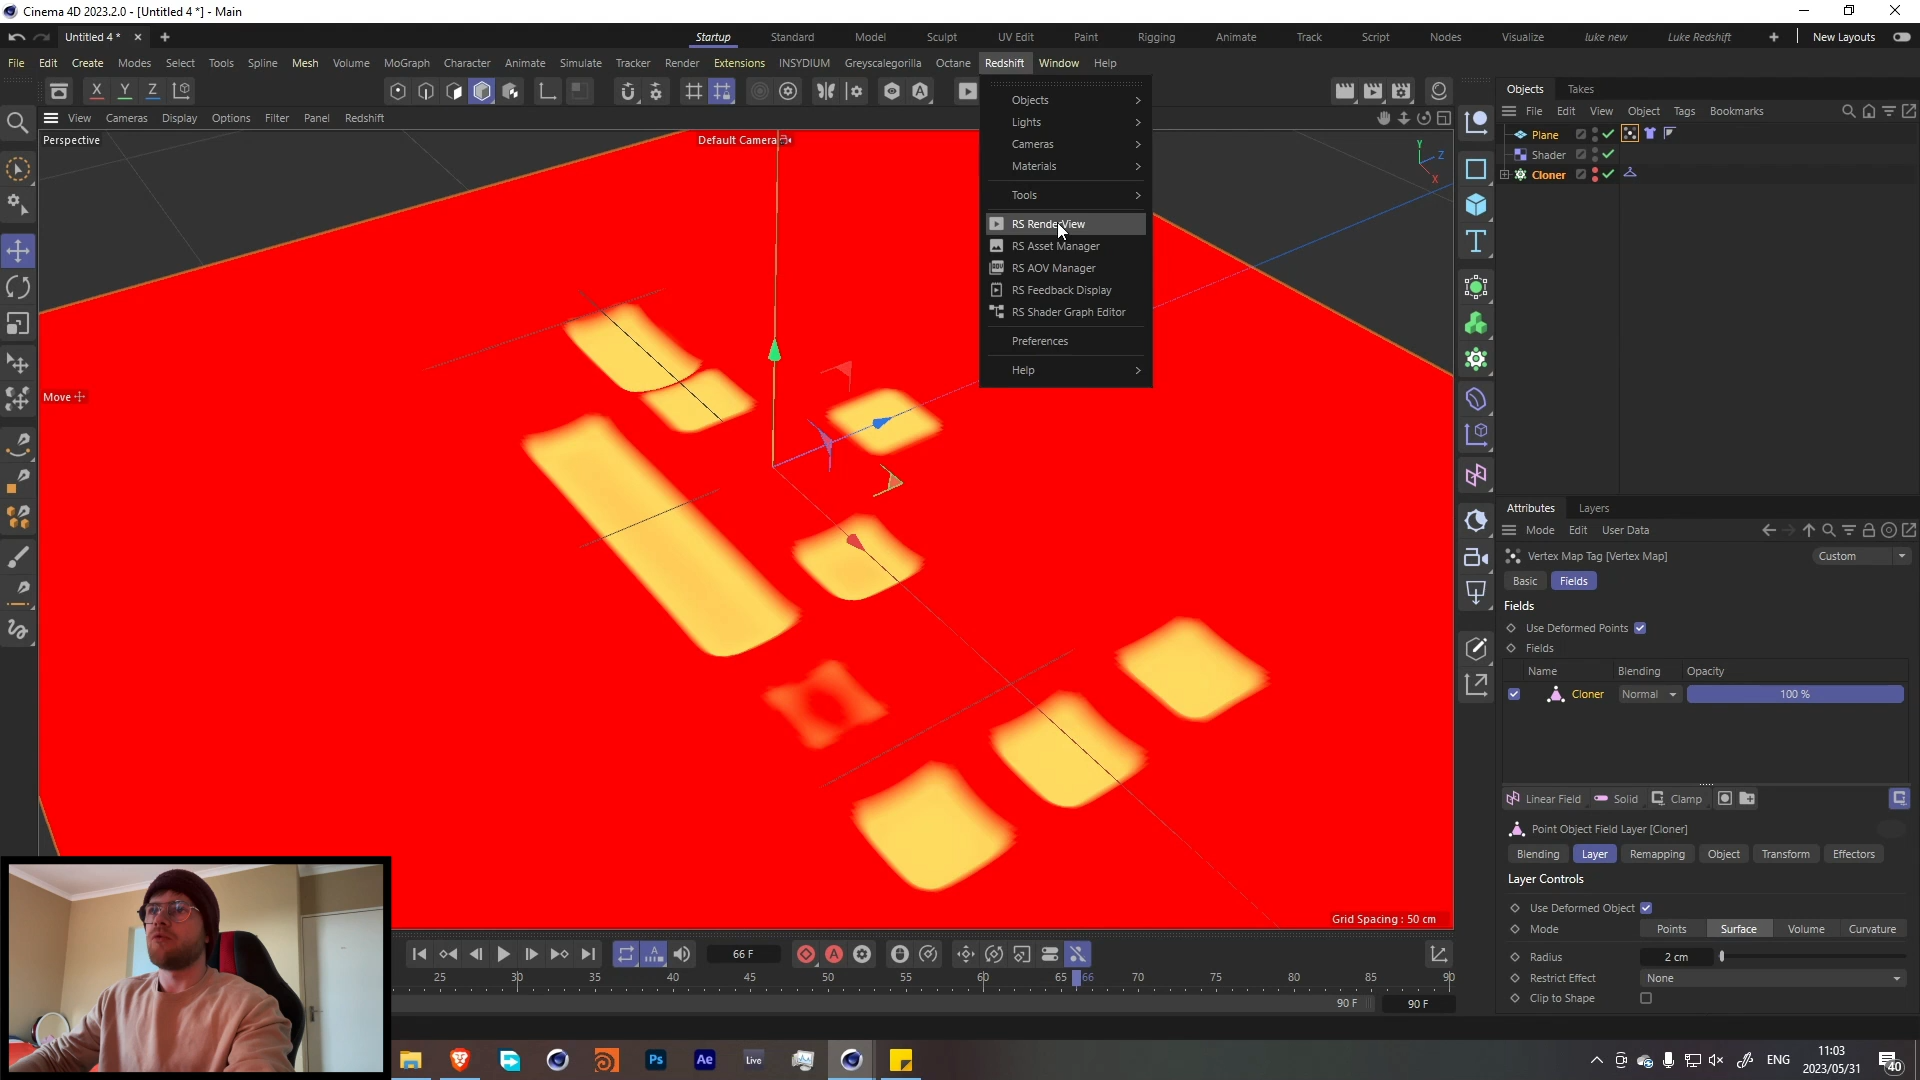 Cinema 4D 2023.2.0 - [Untitled 4 *] - Main
Untitled 4 *
Startup Standard Model Sculpt UV Edit Paint Rigging Animate Track Script Nodes Visualize luke new Luke Redshift New Layouts
File Edit Create Modes Select Tools Spline Mesh Volume MoGraph Character Animate Simulate Tracker Render Extensions INSYDIUM Greyscalegorilla Octane Redshift Window Help
X Y Z
View Cameras Display Options Filter Panel Redshift
Perspective
Default Camera
Y
Z
X
Move
Objects
Lights
Cameras
Materials
Tools
RS RenderView
RS Asset Manager
RS AOV Manager
RS Feedback Display
RS Shader Graph Editor
Preferences
Help
Objects Takes
File Edit View Object Tags Bookmarks
Plane
Shader
Cloner
Attributes Layers
Mode Edit User Data
Vertex Map Tag [Vertex Map]
Custom
Basic Fields
Fields
Use Deformed Points
Fields
Name Blending Opacity
Cloner Normal 100 %
Linear Field Solid Clamp
Point Object Field Layer [Cloner]
Blending Layer Remapping Object Transform Effectors
Layer Controls
Use Deformed Object
Mode Points Surface Volume Curvature
Radius 2 cm
Restrict Effect None
Clip to Shape
Grid Spacing : 50 cm
66 F
25 30 35 40 45 50 55 60 65 66 70 75 80 85 90
90 F 90 F
Ps Ae Live
ENG
11:03
2023/05/31
40